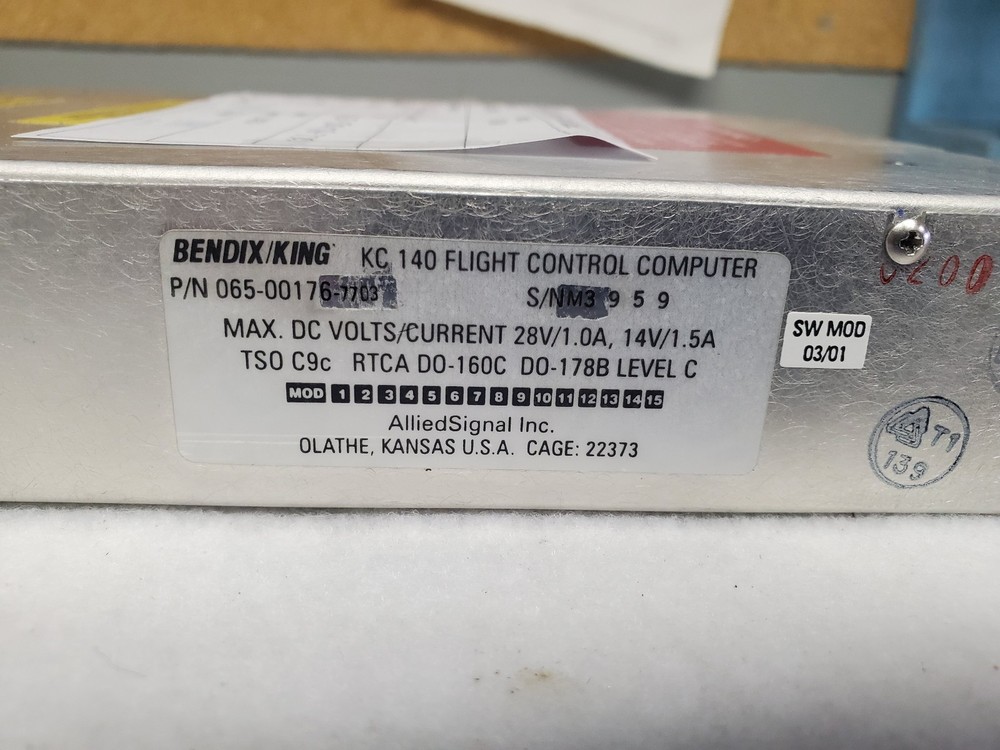 BENDIX/KING KC 140 FLIGHT CONTROL COMPUTER
P/N 065-00176-7703 S/N M3 9 5 9
MAX. DC VOLTS/CURRENT 28V/1.0A, 14V/1.5A
TSO C9c RTCA DO-160C DO-178B LEVEL C
MOD 1 2 3 4 5 6 7 8 9 10 11 12 13 14 15
AlliedSignal Inc.
OLATHE, KANSAS U.S.A. CAGE: 22373
SW MOD
03/01
0200
4 T1
139